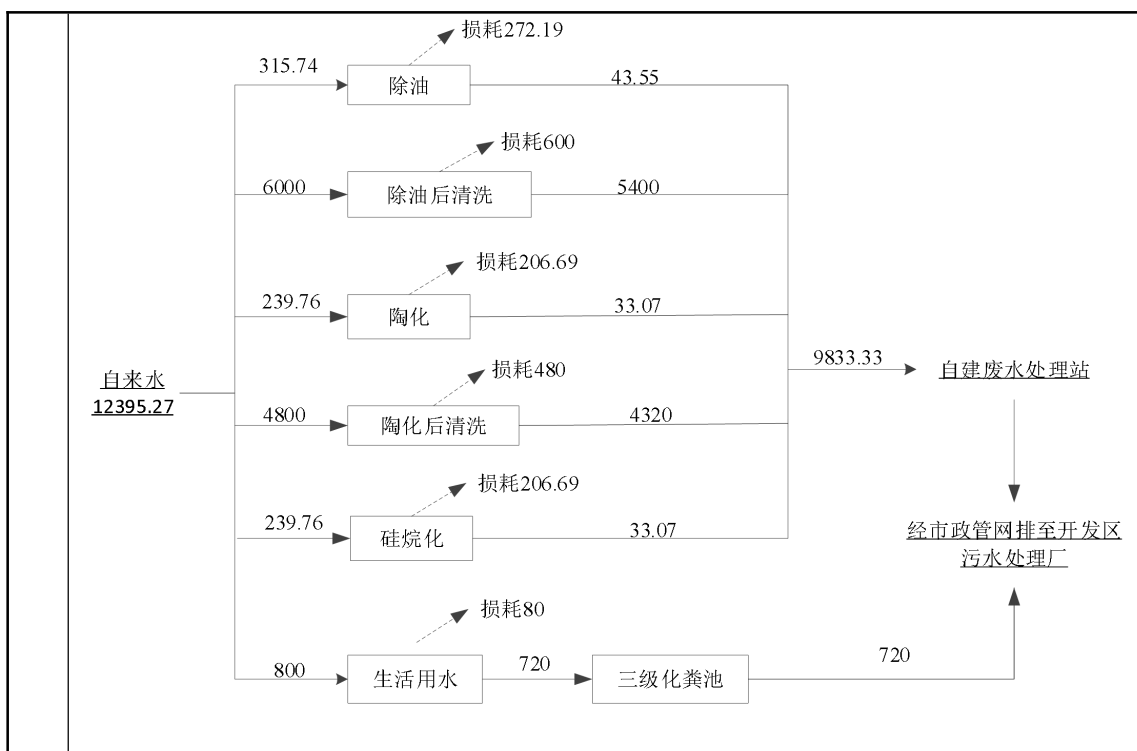 损耗272.19
315.74
除油
43.55
损耗600
6000
除油后清洗
5400
损耗206.69
239.76
陶化
33.07
9833.33
自建废水处理站
自来水
12395.27
损耗480
4800
陶化后清洗
4320
损耗206.69
239.76
硅烷化
33.07
经市政管网排至开发区
污水处理厂
损耗80
800
生活用水
720
三级化粪池
720